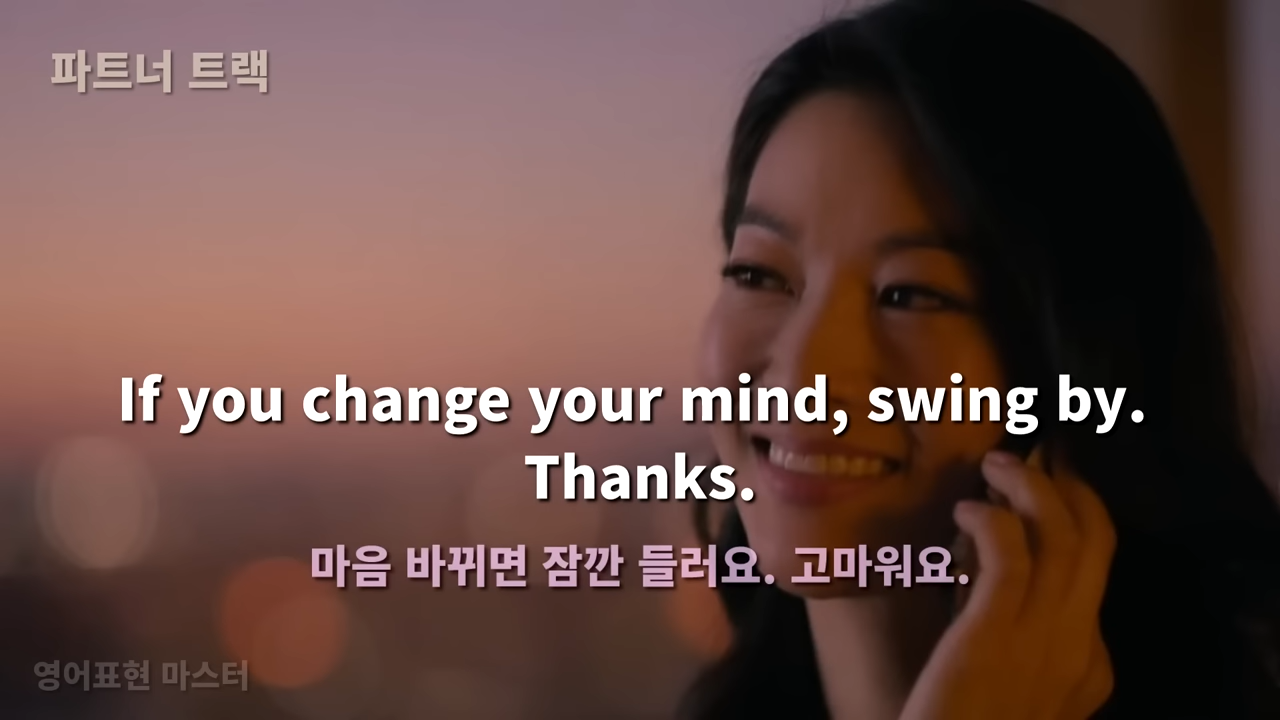 파트너 트랙
If you change your mind, swing by.
Thanks.
마음 바뀌면 잠깐 들러요. 고마워요.
영어표현 마스터